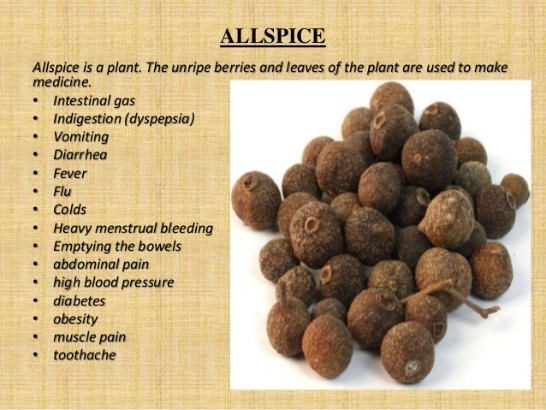 ALLSPICE
Allspice is a plant. The unripe berries and leaves of the plant are used to make
medicine.
• Intestinal gas
• Indigestion (dyspepsia)
• Vomiting
• Diarrhea
• Fever
• Flu
• Colds
• Heavy menstrual bleeding
• Emptying the bowels
• abdominal pain
• high blood pressure
• diabetes
• obesity
• muscle pain
• toothache